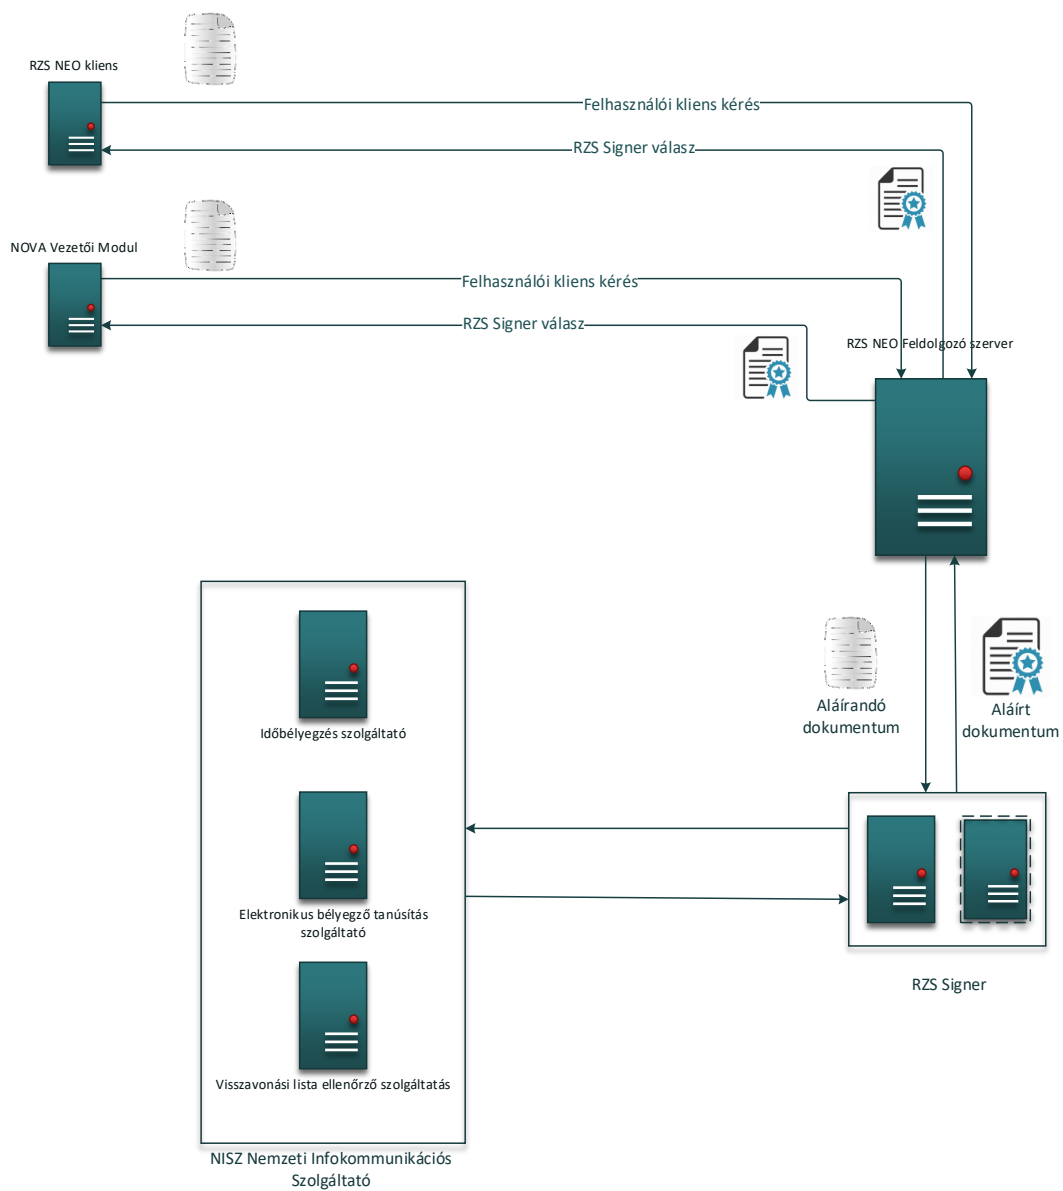 RZS NEO kliens
Felhasználói kliens kérés
RZS Signer válasz
NOVA Vezetői Modul
Felhasználói kliens kérés
RZS Signer válasz
RZS NEO Feldolgozó szerver
Aláírandó
dokumentum
Aláírt
dokumentum
Időbélyegzés szolgáltató
Elektronikus bélyegző tanúsítás
szolgáltató
RZS Signer
Visszavonási lista ellenőrző szolgáltatás
NISZ Nemzeti Infokommunikációs
Szolgáltató